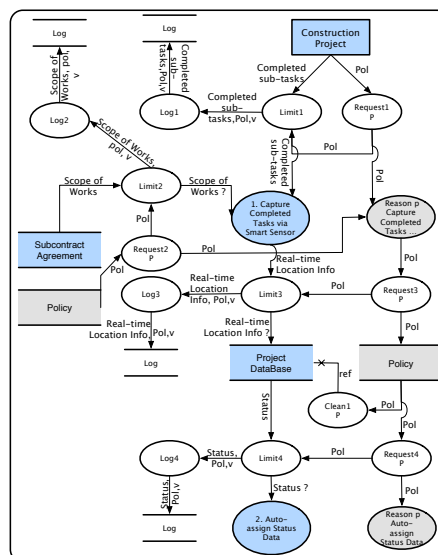 Log
Log
Construction
Project
Scope of
Works, pol,
v
Completed
sub-
tasks,Pol,v
Completed
sub-tasks
Pol
Log2
Log1
Completed sub-
tasks,Pol,v
Limit1
Request1
P
Scope of Works,
pol, v
Pol
Completed
sub-tasks
Pol
Scope of
Works
Limit2
Scope of
Works ?
1. Capture
Completed
Tasks via
Smart Sensor
Reason p
Capture
Completed
Tasks ...
Subcontract
Agreement
Pol
Request2
P
Pol
Pol
Pol
Real-time
Location Info
Policy
Log3
Real-time
Location
Info, Pol,v
Limit3
Pol
Request3
P
Real-time
Location Info,
Pol,v
Real-time
Location Info ?
Pol
Log
Project
DataBase
Policy
ref
Clean1
P
Pol
Status
Pol
Log4
Status,
Pol,v
Limit4
Pol
Request4
P
Status,
Pol,v
Status ?
Pol
Log
2. Auto-
assign Status
Data
Reason p
Auto-
assign
Status Data